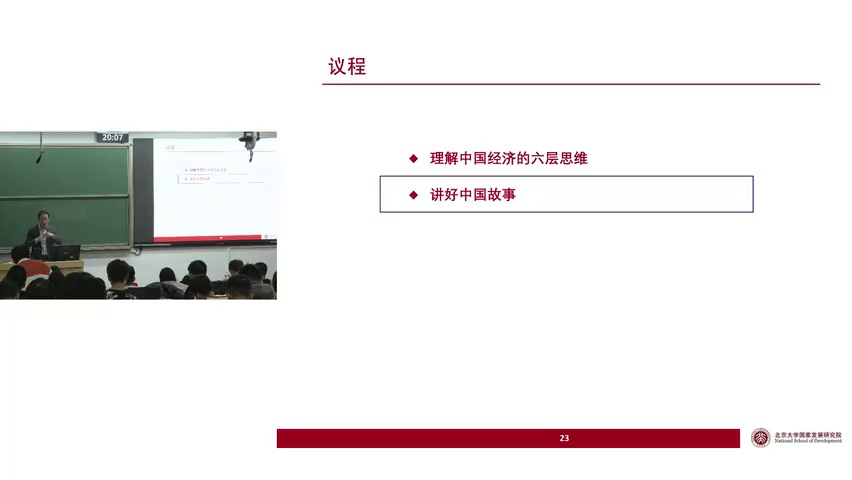 议程
20:07
理解中国经济的六层思维
讲好中国故事
23
北京大学国家发展研究院
National School of Development